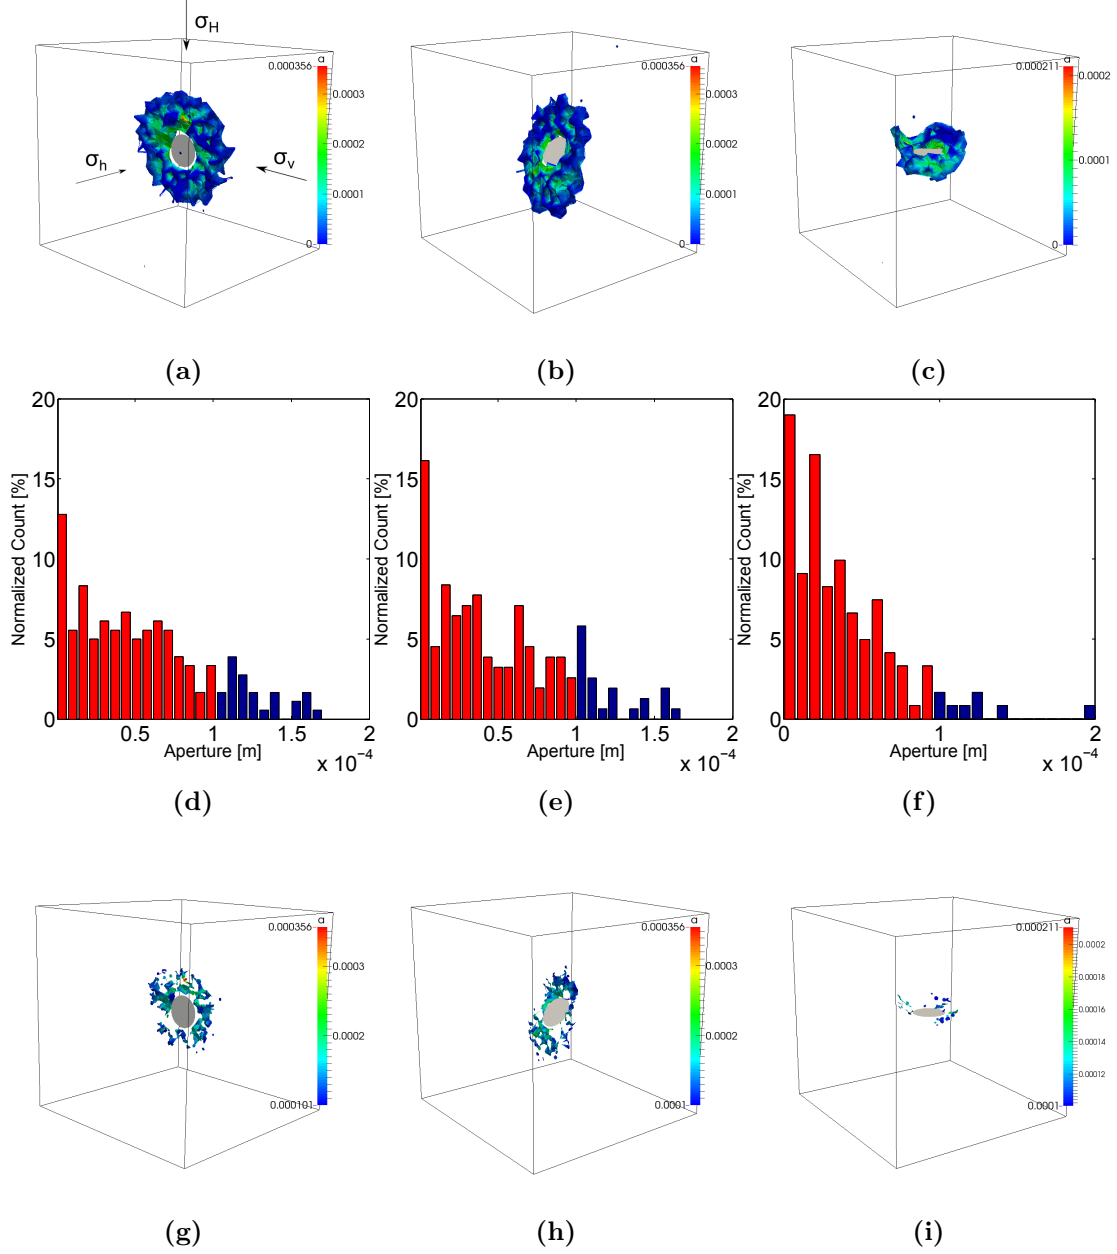 σH
σh
σv
a
0.000356
0.0003
0.0002
0.0001
0
a
0.000356
0.0003
0.0002
0.0001
0
a
0.000211
0.0002
0.0001
0
(a)
(b)
(c)
20
15
10
5
0
Normalized Count [%]
0.5
1
1.5
2
Aperture [m]
x 10⁻⁴
20
15
10
5
0
Normalized Count [%]
0.5
1
1.5
2
Aperture [m]
x 10⁻⁴
20
15
10
5
0
Normalized Count [%]
0
1
2
Aperture [m]
x 10⁻⁴
(d)
(e)
(f)
a
0.000356
0.0003
0.0002
0.000101
a
0.000356
0.0003
0.0002
0.0001
a
0.000211
0.0002
0.00018
0.00016
0.00014
0.00012
0.0001
(g)
(h)
(i)